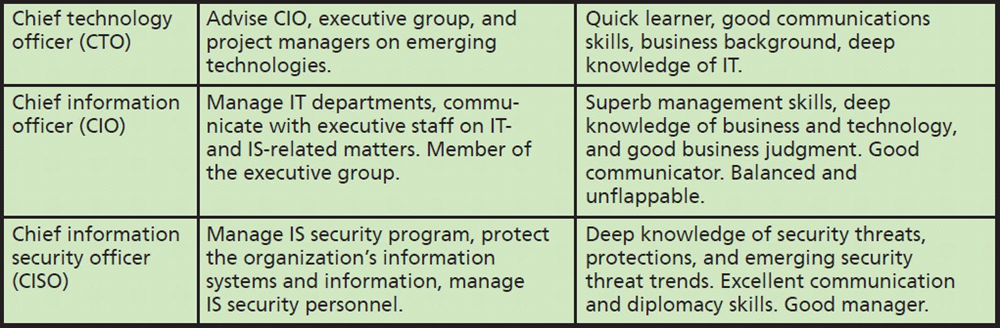 Chief technology
officer (CTO)
Advise CIO, executive group, and
project managers on emerging
technologies.
Quick learner, good communications
skills, business background, deep
knowledge of IT.
Chief information
officer (CIO)
Manage IT departments, commu-
nicate with executive staff on IT-
and IS-related matters. Member of
the executive group.
Superb management skills, deep
knowledge of business and technology,
and good business judgment. Good
communicator. Balanced and
unflappable.
Chief information
security officer
(CISO)
Manage IS security program, protect
the organization’s information
systems and information, manage
IS security personnel.
Deep knowledge of security threats,
protections, and emerging security
threat trends. Excellent communication
and diplomacy skills. Good manager.